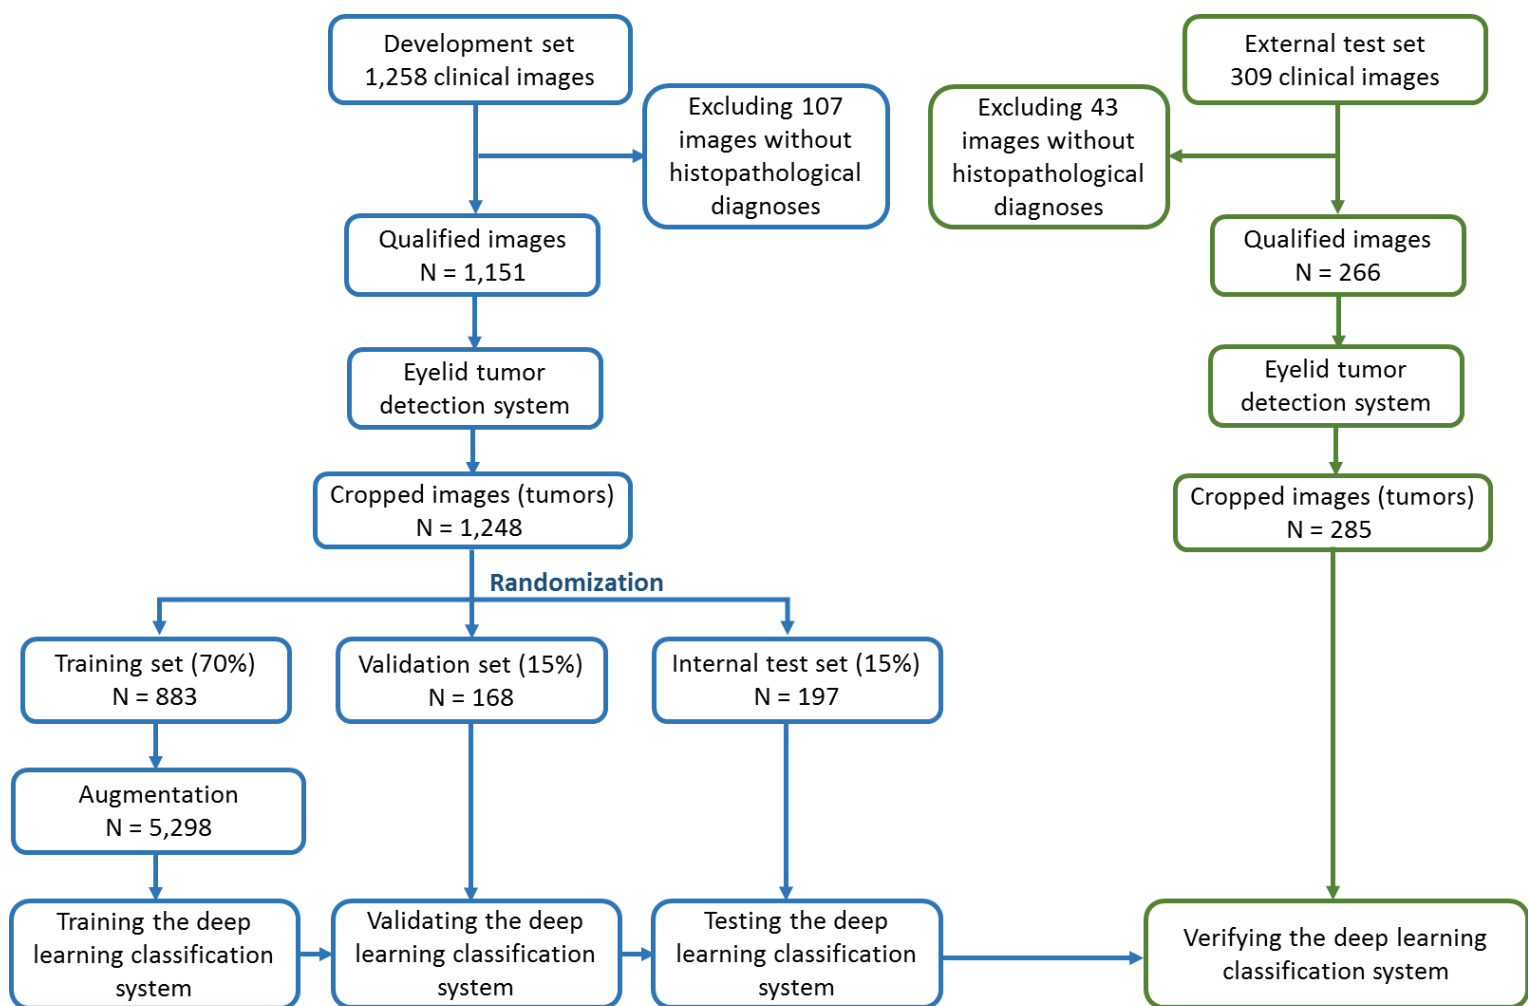 Development set
1,258 clinical images
External test set
309 clinical images
Excluding 107
images without
histopathological
diagnoses
Excluding 43
images without
histopathological
diagnoses
Qualified images
N = 1,151
Qualified images
N = 266
Eyelid tumor
detection system
Eyelid tumor
detection system
Cropped images (tumors)
N = 1,248
Cropped images (tumors)
N = 285
Randomization
Training set (70%)
N = 883
Validation set (15%)
N = 168
Internal test set (15%)
N = 197
Augmentation
N = 5,298
Training the deep
learning classification
system
Validating the deep
learning classification
system
Testing the deep
learning classification
system
Verifying the deep learning
classification system